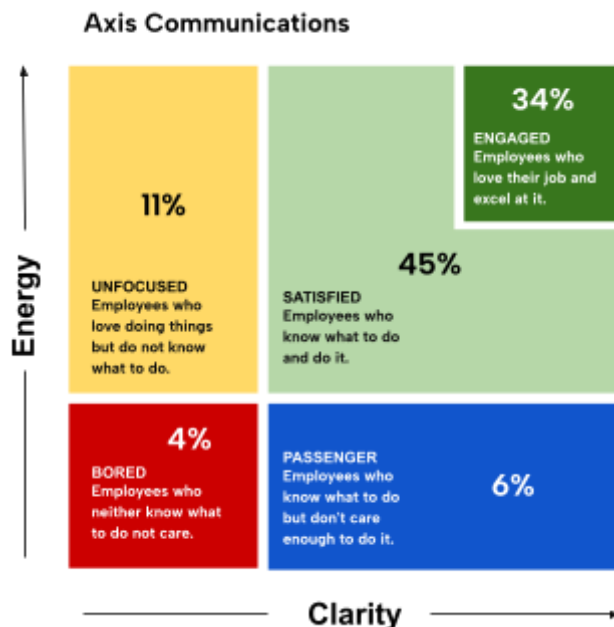 Axis Communications
Energy
11%
UNFOCUSED
Employees who
love doing things
but do not know
what to do.
34%
ENGAGED
Employees who
love their job and
excel at it.
45%
SATISFIED
Employees who
know what to do
and do it.
4%
BORED
Employees who
neither know what
to do not care.
PASSENGER
Employees who
know what to do
but don't care
enough to do it.
6%
Clarity